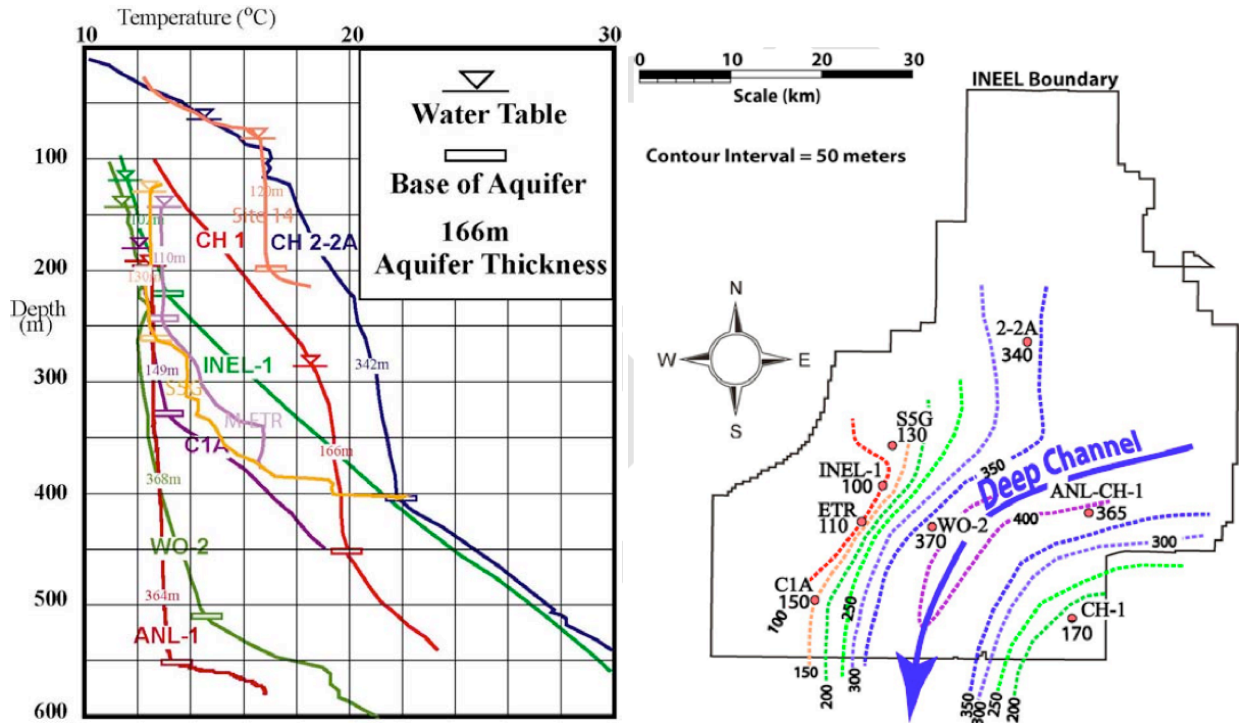 Temperature (°C)
10
20
30
Water Table
Base of Aquifer
166m
Aquifer Thickness
100
200
Depth
(m)
300
400
500
600
102m
110m
130m
120m
Site 14
CH 1
CH 2-2A
INEL-1
149m
S5G
M-ETR
C1A
342m
166m
368m
WO-2
364m
ANL-1
0 10 20 30
Scale (km)
INEEL Boundary
Contour Interval = 50 meters
N
W E
S
2-2A
340
S5G
130
INEL-1
100
ETR
110
350
Deep Channel
ANL-CH-1
365
400
WO-2
370
300
C1A
150
100
250
CH-1
170
150
200
300
350
300
250
200